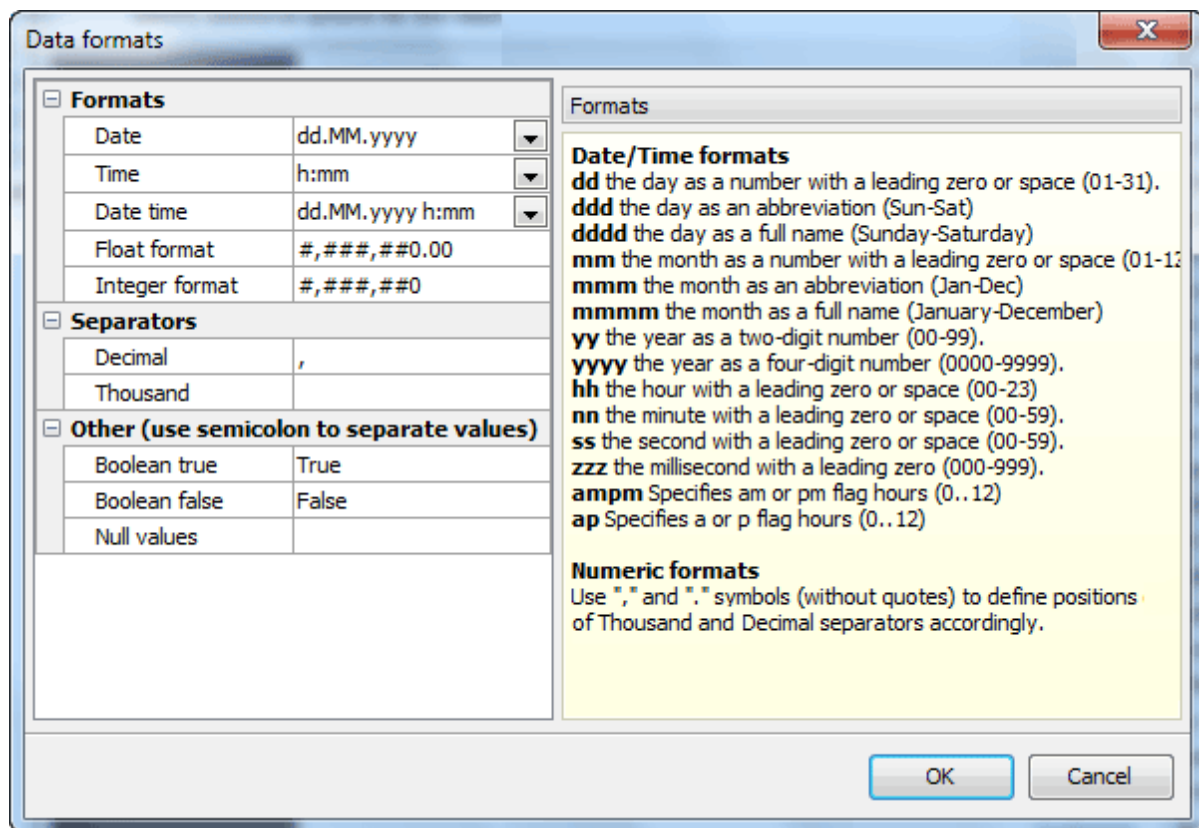 Data formats
Formats
Date dd.MM.yyyy
Time h:mm
Date time dd.MM.yyyy h:mm
Float format #,###,##0.00
Integer format #,###,##0
Separators
Decimal ,
Thousand
Other (use semicolon to separate values)
Boolean true True
Boolean false False
Null values
Formats
Date/Time formats
dd the day as a number with a leading zero or space (01-31).
ddd the day as an abbreviation (Sun-Sat)
dddd the day as a full name (Sunday-Saturday)
mm the month as a number with a leading zero or space (01-12
mmm the month as an abbreviation (Jan-Dec)
mmmm the month as a full name (January-December)
yy the year as a two-digit number (00-99).
yyyy the year as a four-digit number (0000-9999).
hh the hour with a leading zero or space (00-23)
nn the minute with a leading zero or space (00-59).
ss the second with a leading zero or space (00-59).
zzz the millisecond with a leading zero (000-999).
ampm Specifies am or pm flag hours (0..12)
ap Specifies a or p flag hours (0..12)
Numeric formats
Use "," and "." symbols (without quotes) to define positions
of Thousand and Decimal separators accordingly.
OK Cancel